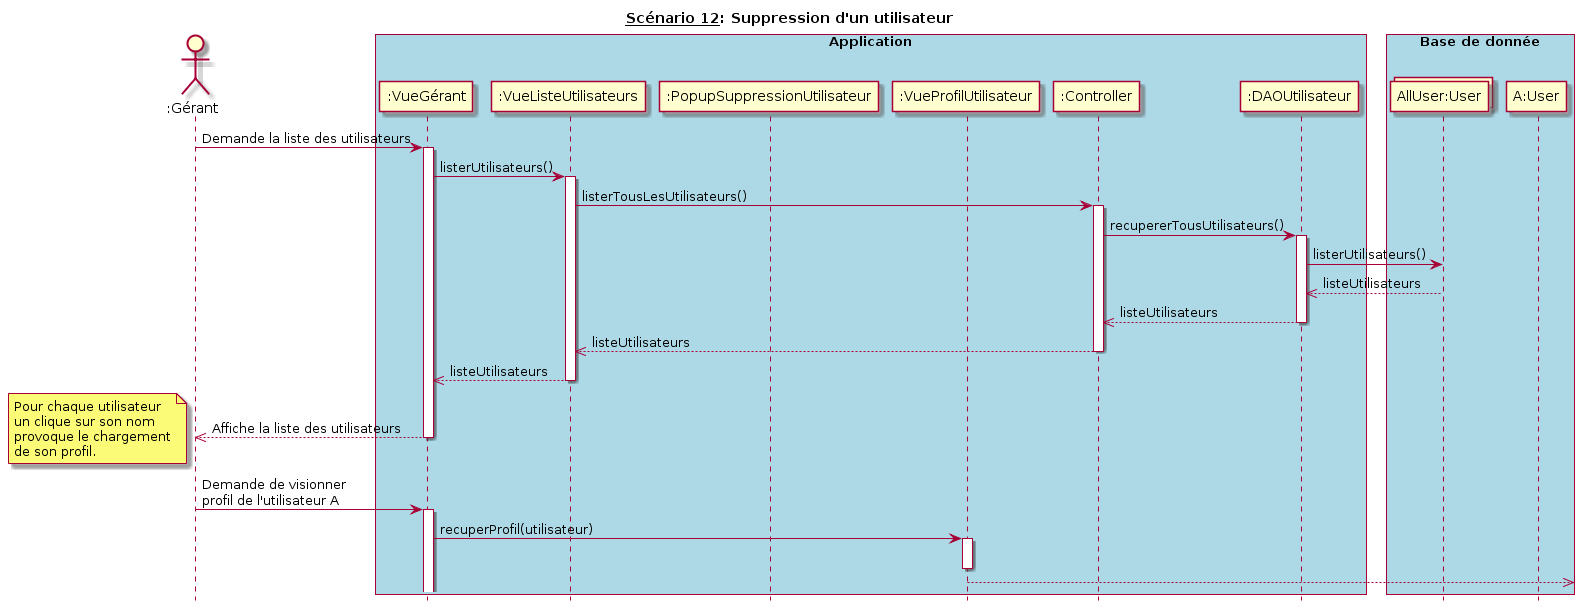 Scénario 12: Suppression d'un utilisateur
Application
Base de donnée
:Gérant
:VueGérant
:VueListeUtilisateurs
:PopupSuppressionUtilisateur
:VueProfilUtilisateur
:Controller
:DAOUtilisateur
AllUser:User
A:User
Demande la liste des utilisateurs
listerUtilisateurs()
listerTousLesUtilisateurs()
recupererTousUtilisateurs()
listerUtilisateurs()
listeUtilisateurs
listeUtilisateurs
listeUtilisateurs
listeUtilisateurs
Pour chaque utilisateur
un clique sur son nom
provoque le chargement
de son profil.
Affiche la liste des utilisateurs
Demande de visionner
profil de l'utilisateur A
recuperProfil(utilisateur)